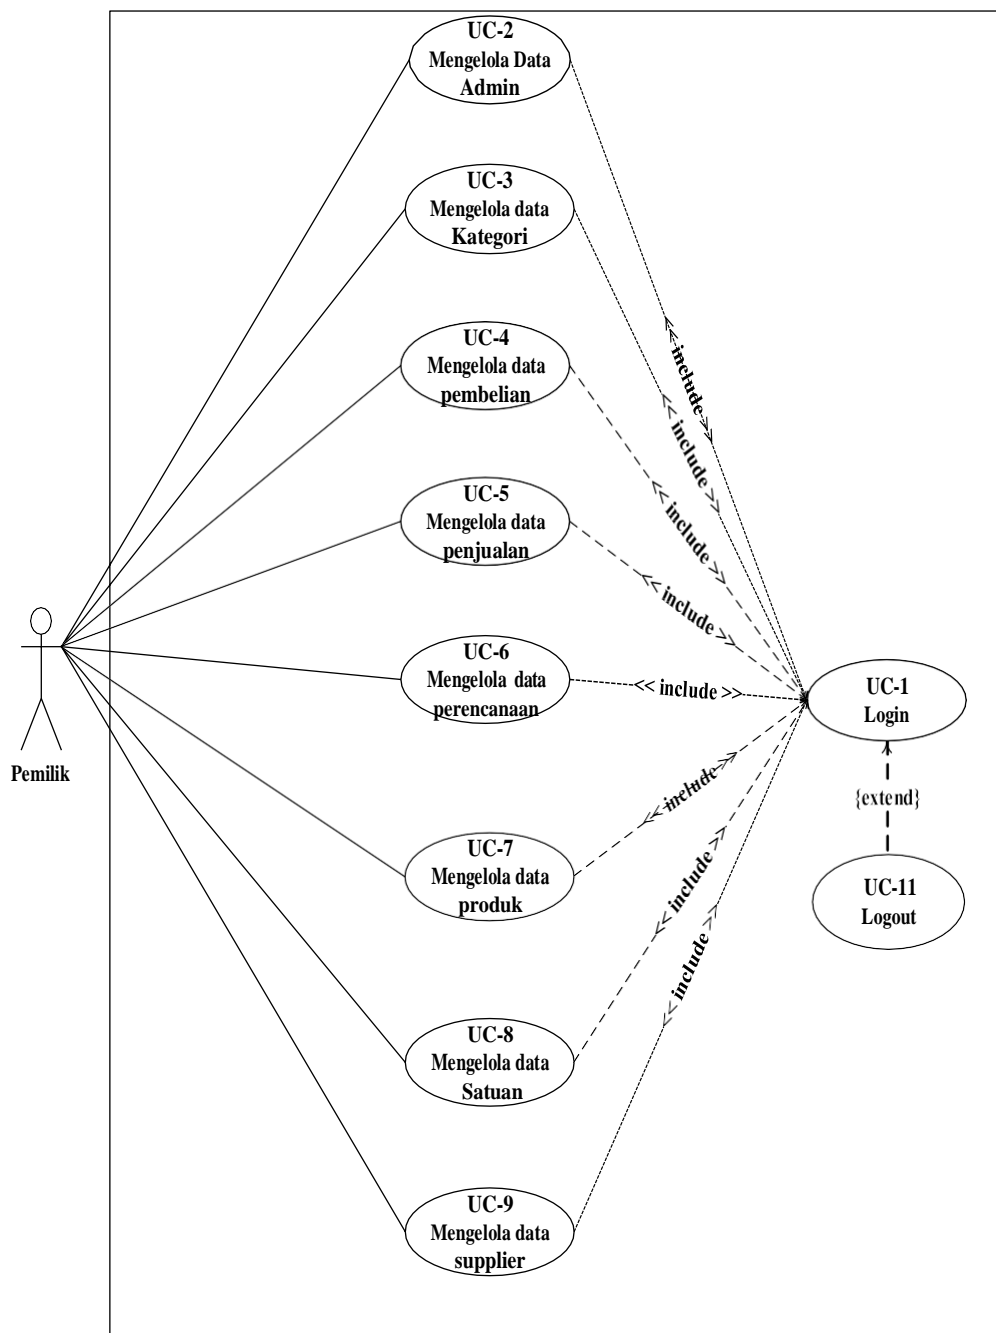 UC-2
Mengelola Data
Admin
UC-3
Mengelola data
Kategori
UC-4
Mengelola data
pembelian
UC-5
Mengelola data
penjualan
UC-6
Mengelola data
perencanaan
UC-7
Mengelola data
produk
UC-8
Mengelola data
Satuan
UC-9
Mengelola data
supplier
<< include >>
<< include >>
<< include >>
<< include >>
<< include >>
<< include >>
<< include >>
<< include >>
UC-1
Login
{extend}
UC-11
Logout
Pemilik